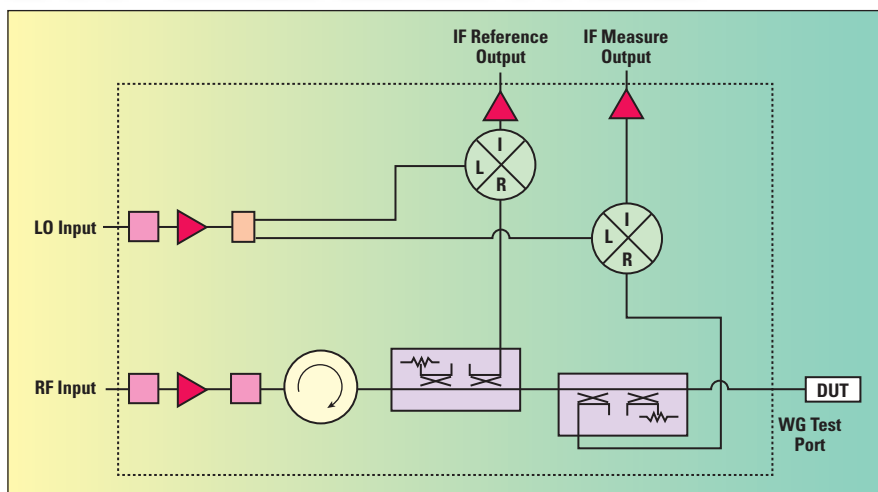 IF Reference
Output
IF Measure
Output
I
L
R
I
L
R
LO Input
RF Input
DUT
WG Test
Port